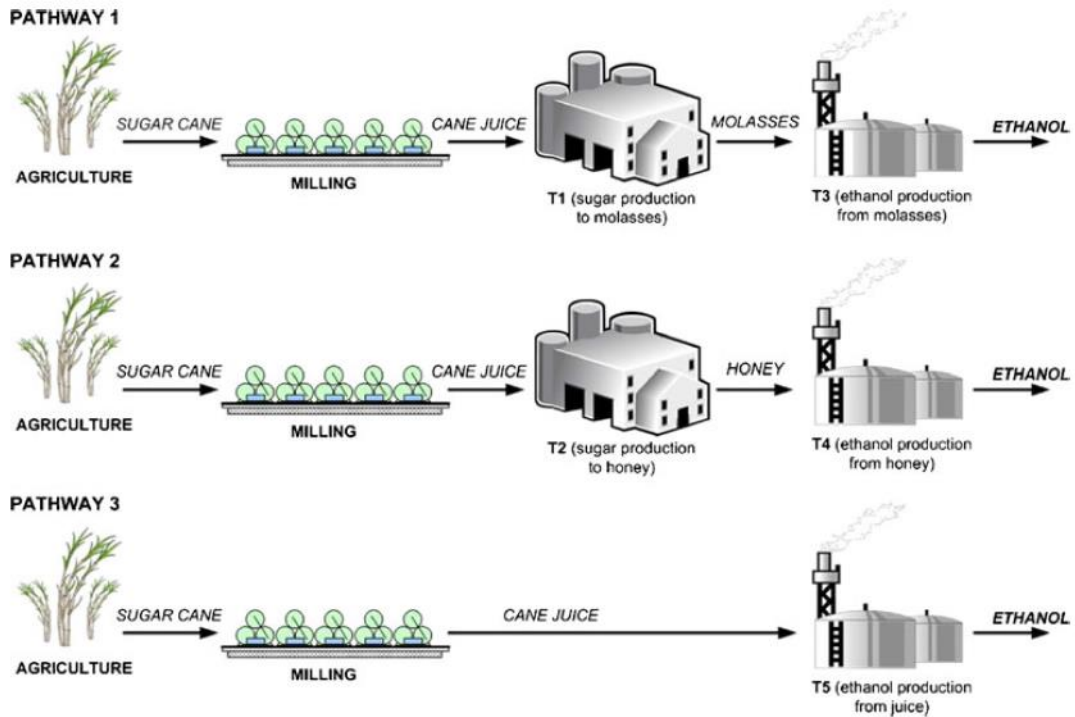 PATHWAY 1
SUGAR CANE
CANE JUICE
MOLASSES
ETHANOL
AGRICULTURE
MILLING
T1 (sugar production
to molasses)
T3 (ethanol production
from molasses)
PATHWAY 2
SUGAR CANE
CANE JUICE
HONEY
ETHANOL
AGRICULTURE
MILLING
T2 (sugar production
to honey)
T4 (ethanol production
from honey)
PATHWAY 3
SUGAR CANE
CANE JUICE
ETHANOL
AGRICULTURE
MILLING
T5 (ethanol production
from juice)